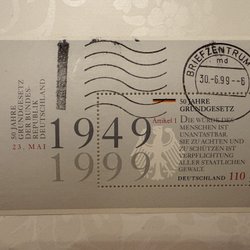 BRIEFZENTRUM
md
30.-6.99--6
50 JAHRE
GRUNDGESETZ
DER BUNDES-
REPUBLIK
DEUTSCHLAND
23. MAI
1949
1999
50 JAHRE
GRUNDGESETZ
Artikel 1 DIE WÜRDE DES
MENSCHEN IST
UNANTASTBAR.
SIE ZU ACHTEN UND
ZU SCHÜTZEN IST
VERPFLICHTUNG
ALLER STAATLICHEN
GEWALT.
DEUTSCHLAND 110